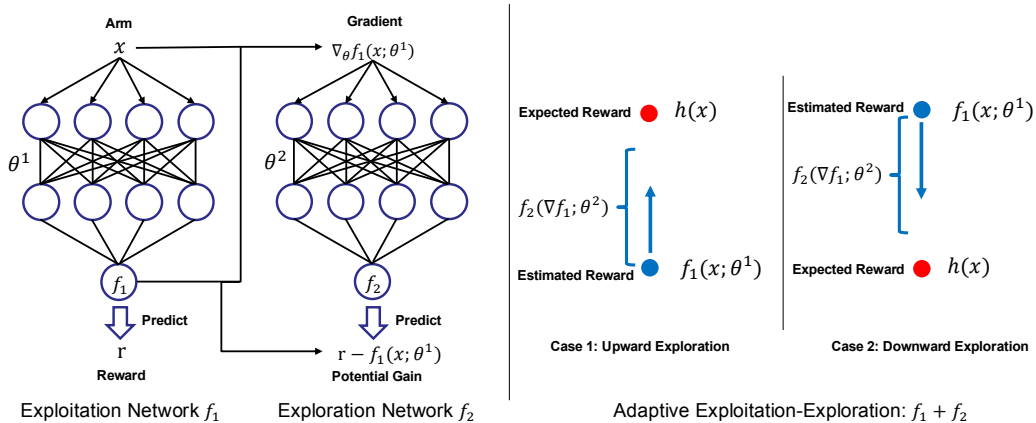 Arm
x
θ¹
f₁
Predict
r
Reward
Exploitation Network f₁
Gradient
∇_θf₁(x; θ¹)
θ²
f₂
Predict
r − f₁(x; θ¹)
Potential Gain
Exploration Network f₂
Expected Reward
h(x)
f₂(∇f₁; θ²)
Estimated Reward
f₁(x; θ¹)
Case 1: Upward Exploration
Estimated Reward
f₁(x; θ¹)
f₂(∇f₁; θ²)
Expected Reward
h(x)
Case 2: Downward Exploration
Adaptive Exploitation-Exploration: f₁ + f₂